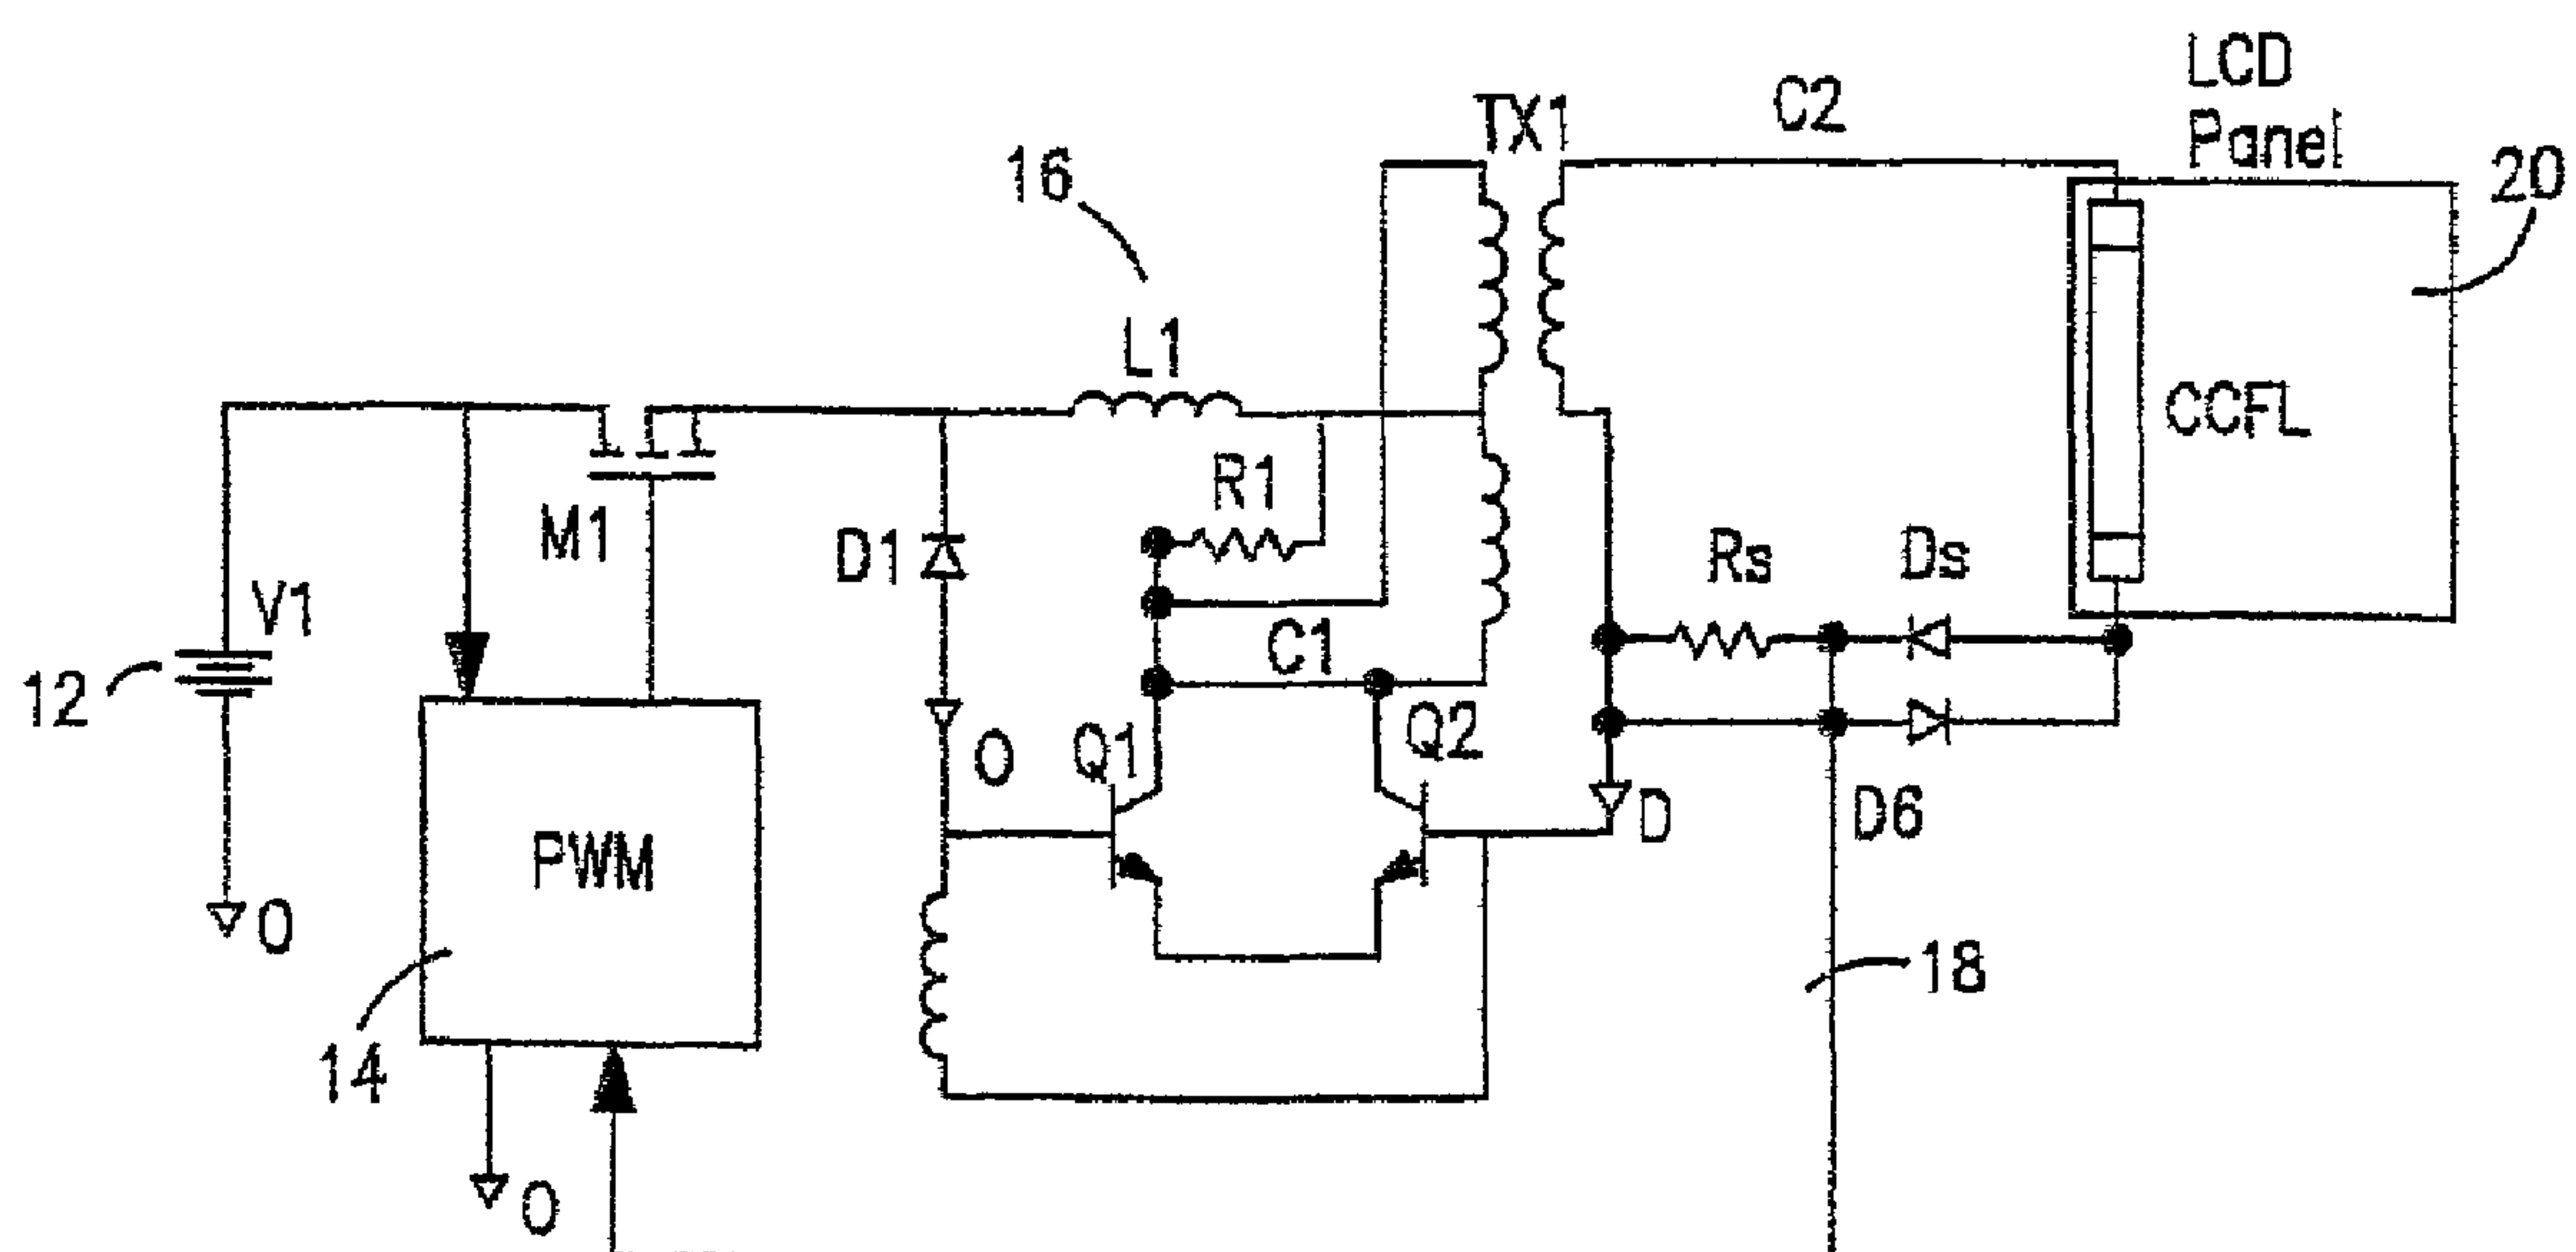 LCD
Panel
C2
TX1
16
20
L1
CCFL
R1
M1
D1
Rs
Ds
V1
12
C1
Q1
Q2
O
D
D6
PWM
O
18
14
O